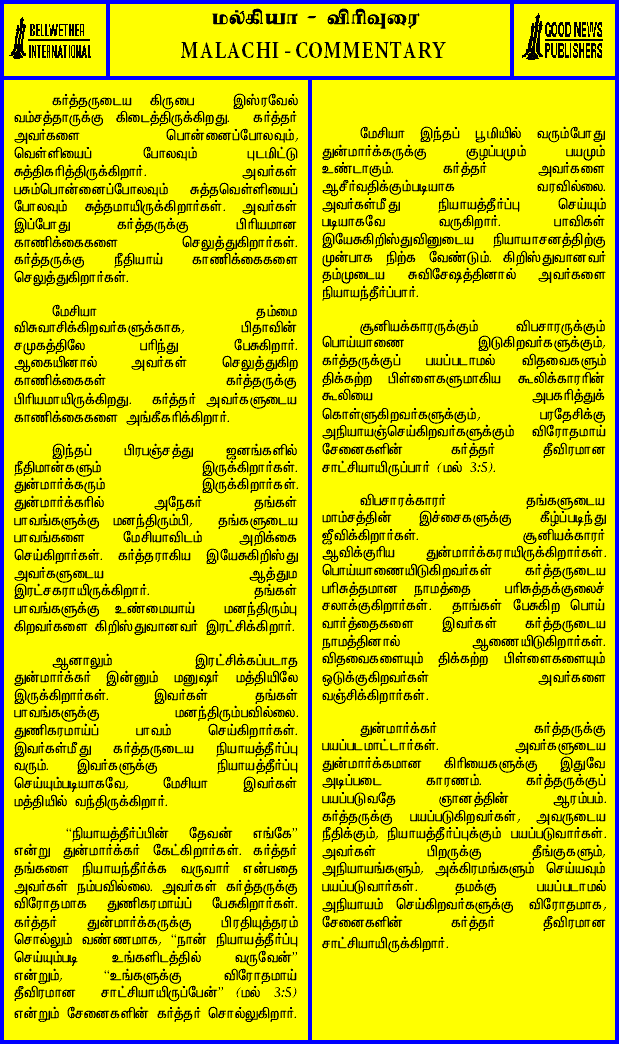 BELLWETHER
INTERNATIONAL
மல்கியா - விரிவுரை
MALACHI - COMMENTARY
GOOD NEWS
PUBLISHERS
கர்த்தருடைய கிருபை இஸ்ரவேல்
வம்சத்தாருக்கு கிடைத்திருக்கிறது. கர்த்தர்
அவர்களை பொன்னைப்போலவும்,
வெள்ளியைப் போலவும் புடமிட்டு
சுத்திகரித்திருக்கிறார். அவர்கள்
பசும்பொன்னைப்போலவும் சுத்தவெள்ளியைப்
போலவும் சுத்தமாயிருக்கிறார்கள். அவர்கள்
இப்போது கர்த்தருக்கு பிரியமான
காணிக்கைகளை செலுத்துகிறார்கள்.
கர்த்தருக்கு நீதியாய் காணிக்கைகளை
செலுத்துகிறார்கள்.
மேசியா தம்மை
விசுவாசிக்கிறவர்களுக்காக, பிதாவின்
சமுகத்திலே பரிந்து பேசுகிறார்.
ஆகையினால் அவர்கள் செலுத்துகிற
காணிக்கைகள் கர்த்தருக்கு
பிரியமாயிருக்கிறது. கர்த்தர் அவர்களுடைய
காணிக்கைகளை அங்கீகரிக்கிறார்.
இந்தப் பிரபஞ்சத்து ஜனங்களில்
நீதிமான்களும் இருக்கிறார்கள்.
துன்மார்க்கரும் இருக்கிறார்கள்.
துன்மார்க்கரில் அநேகர் தங்கள்
பாவங்களுக்கு மனந்திரும்பி, தங்களுடைய
பாவங்களை மேசியாவிடம் அறிக்கை
செய்கிறார்கள். கர்த்தராகிய இயேசுகிறிஸ்து
அவர்களுடைய ஆத்தும
இரட்சகராயிருக்கிறார். தங்கள்
பாவங்களுக்கு உண்மையாய் மனந்திரும்பு
கிறவர்களை கிறிஸ்துவானவர் இரட்சிக்கிறார்.
ஆனாலும் இரட்சிக்கப்படாத
துன்மார்க்கர் இன்னும் மனுஷர் மத்தியிலே
இருக்கிறார்கள். இவர்கள் தங்கள்
பாவங்களுக்கு மனந்திரும்பவில்லை.
துணிகரமாய்ப் பாவம் செய்கிறார்கள்.
இவர்கள்மீது கர்த்தருடைய நியாயத்தீர்ப்பு
வரும். இவர்களுக்கு நியாயத்தீர்ப்பு
செய்யும்படியாகவே, மேசியா இவர்கள்
மத்தியில் வந்திருக்கிறார்.
“நியாயத்தீர்ப்பின் தேவன் எங்கே”
என்று துன்மார்க்கர் கேட்கிறார்கள். கர்த்தர்
தங்களை நியாயந்தீர்க்க வருவார் என்பதை
அவர்கள் நம்பவில்லை. அவர்கள் கர்த்தருக்கு
விரோதமாக துணிகரமாய்ப் பேசுகிறார்கள்.
கர்த்தர் துன்மார்க்கருக்கு பிரதியுத்தரம்
சொல்லும் வண்ணமாக, “நான் நியாயத்தீர்ப்பு
செய்யும்படி உங்களிடத்தில் வருவேன்”
என்றும், “உங்களுக்கு விரோதமாய்
தீவிரமான சாட்சியாயிருப்பேன்” (மல் 3:5)
என்றும் சேனைகளின் கர்த்தர் சொல்லுகிறார்.
மேசியா இந்தப் பூமியில் வரும்போது
துன்மார்க்கருக்கு குழப்பமும் பயமும்
உண்டாகும். கர்த்தர் அவர்களை
ஆசீர்வதிக்கும்படியாக வரவில்லை.
அவர்கள்மீது நியாயத்தீர்ப்பு செய்யும்
படியாகவே வருகிறார். பாவிகள்
இயேசுகிறிஸ்துவினுடைய நியாயாசனத்திற்கு
முன்பாக நிற்க வேண்டும். கிறிஸ்துவானவர்
தம்முடைய சுவிசேஷத்தினால் அவர்களை
நியாயந்தீர்ப்பார்.
சூனியக்காரருக்கும் விபசாரருக்கும்
பொய்யாணை இடுகிறவர்களுக்கும்,
கர்த்தருக்குப் பயப்படாமல் விதவைகளும்
திக்கற்ற பிள்ளைகளுமாகிய கூலிக்காரரின்
கூலியை அபகரித்துக்
கொள்ளுகிறவர்களுக்கும், பரதேசிக்கு
அநியாயஞ்செய்கிறவர்களுக்கும் விரோதமாய்
சேனைகளின் கர்த்தர் தீவிரமான
சாட்சியாயிருப்பார் (மல் 3:5).
விபசாரக்காரர் தங்களுடைய
மாம்சத்தின் இச்சைகளுக்கு கீழ்ப்படிந்து
ஜீவிக்கிறார்கள். சூனியக்காரர்
ஆவிக்குரிய துன்மார்க்கராயிருக்கிறார்கள்.
பொய்யாணையிடுகிறவர்கள் கர்த்தருடைய
பரிசுத்தமான நாமத்தை பரிசுத்தக்குலைச்
சலாக்குகிறார்கள். தாங்கள் பேசுகிற பொய்
வார்த்தைகளை இவர்கள் கர்த்தருடைய
நாமத்தினால் ஆணையிடுகிறார்கள்.
விதவைகளையும் திக்கற்ற பிள்ளைகளையும்
ஒடுக்குகிறவர்கள் அவர்களை
வஞ்சிக்கிறார்கள்.
துன்மார்க்கர் கர்த்தருக்கு
பயப்படமாட்டார்கள். அவர்களுடைய
துன்மார்க்கமான கிரியைகளுக்கு இதுவே
அடிப்படை காரணம். கர்த்தருக்குப்
பயப்படுவதே ஞானத்தின் ஆரம்பம்.
கர்த்தருக்கு பயப்படுகிறவர்கள், அவருடைய
நீதிக்கும், நியாயத்தீர்ப்புக்கும் பயப்படுவார்கள்.
அவர்கள் பிறருக்கு தீங்குகளும்,
அநியாயங்களும், அக்கிரமங்களும் செய்யவும்
பயப்படுவார்கள். தமக்கு பயப்படாமல்
அநியாயம் செய்கிறவர்களுக்கு விரோதமாக,
சேனைகளின் கர்த்தர் தீவிரமான
சாட்சியாயிருக்கிறார்.